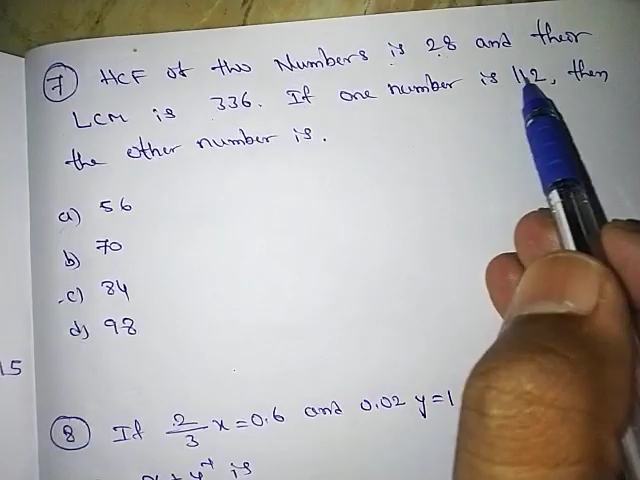 7 HCF of two Numbers is 28 and their
LCM is 336. If one number is 112, then
the other number is.
a) 56
b) 70
c) 84
d) 98
15
8 If 2/3 x = 0.6 and 0.02 y = 1
is